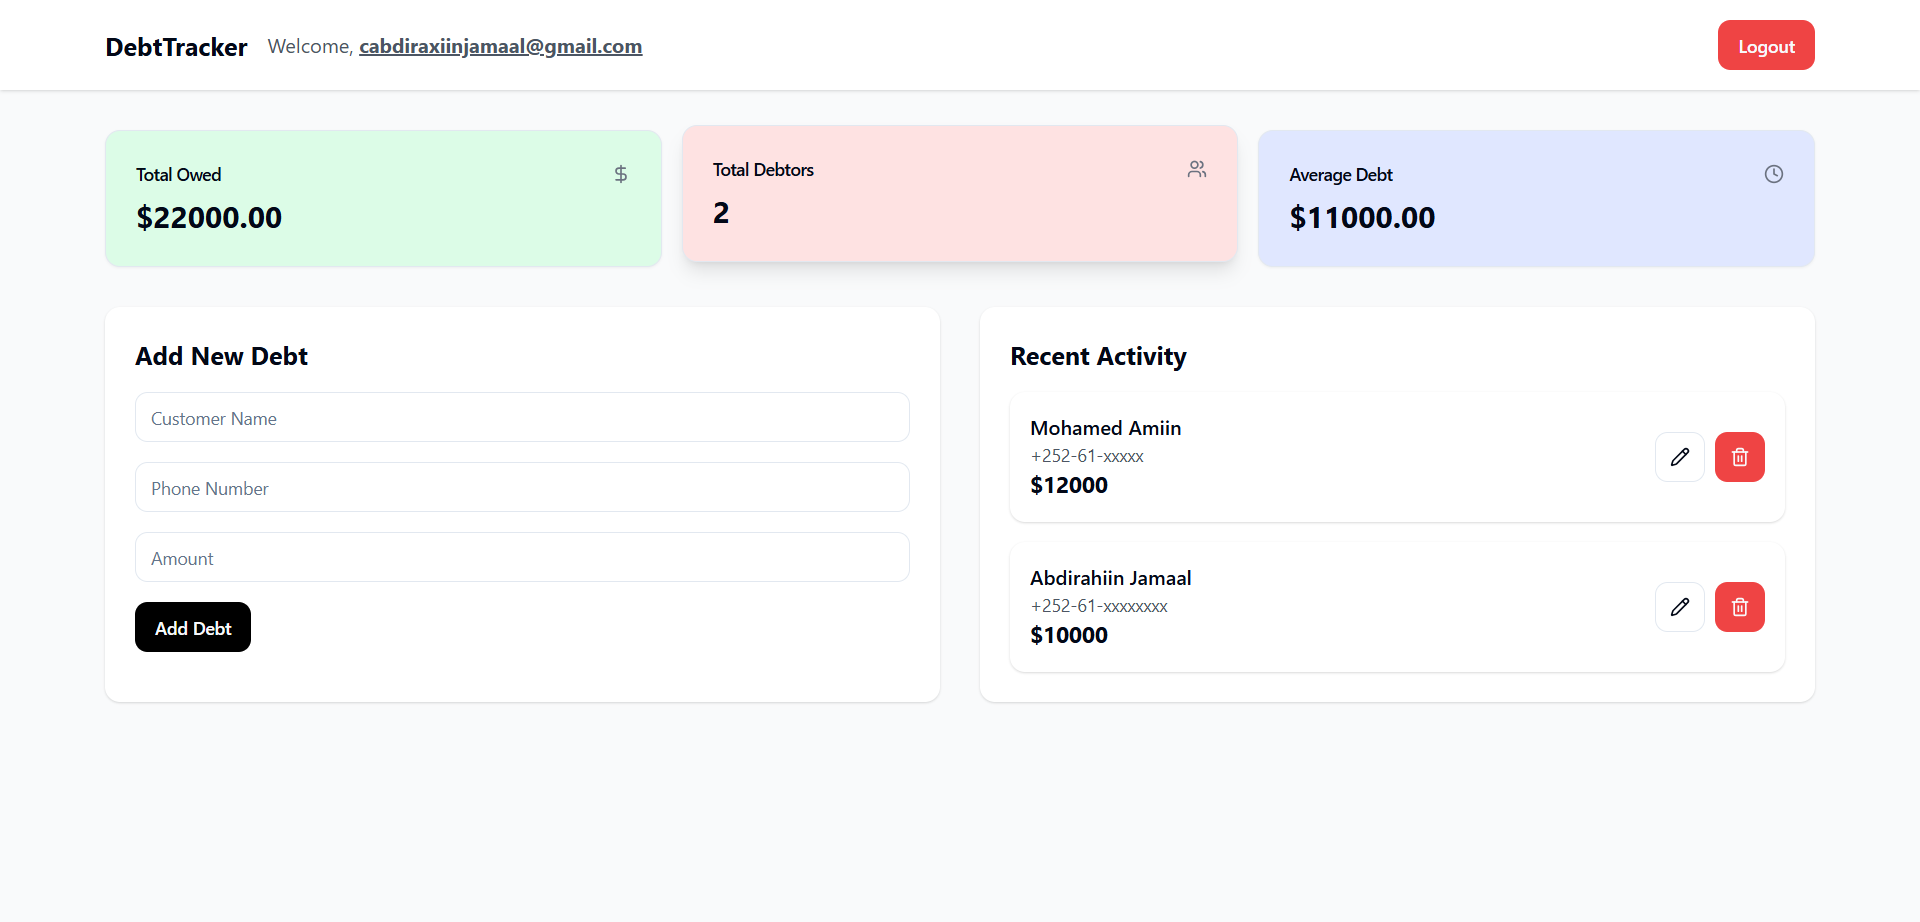 DebtTracker Welcome, cabdiraxiinjamaal@gmail.com Logout
Total Owed
$22000.00
Total Debtors
2
Average Debt
$11000.00
Add New Debt
Customer Name
Phone Number
Amount
Add Debt
Recent Activity
Mohamed Amiin
+252-61-xxxxx
$12000
Abdirahiin Jamaal
+252-61-xxxxxxxx
$10000